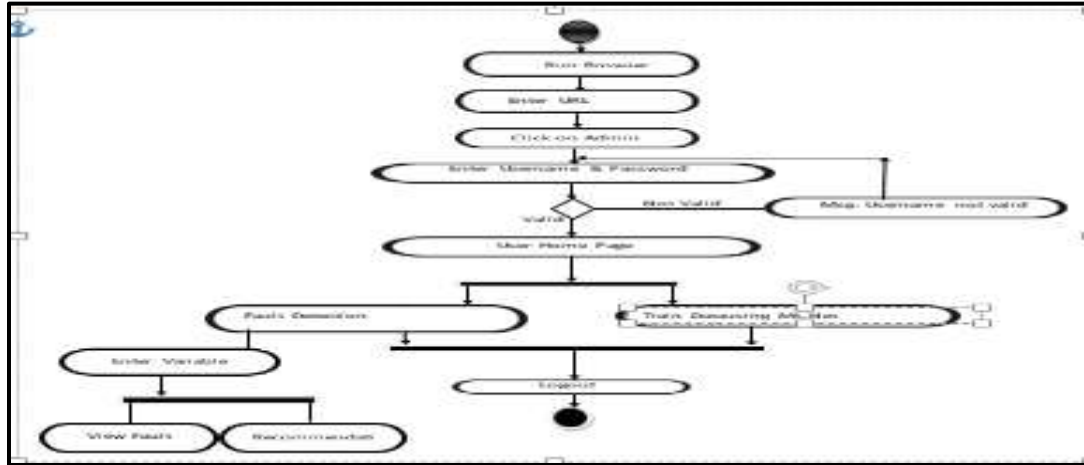 Run Browser
Enter URL
Click on Admin
Enter Username & Password
Non Valid
Msg: Username not valid
Valid
User Home Page
Fault Detection
Train
Enter Variable
Logout
View Fault